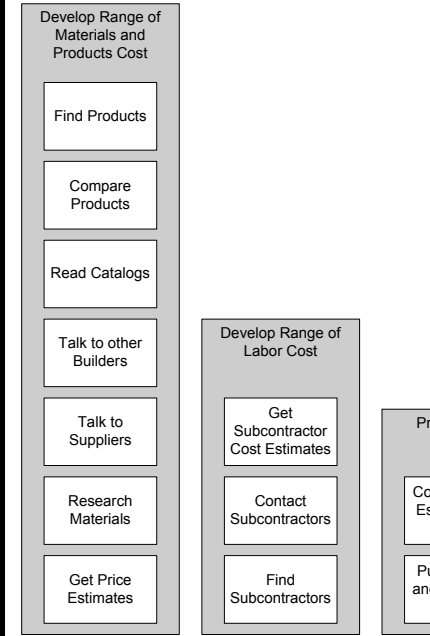 Develop Range of
Materials and
Products Cost
Find Products
Compare
Products
Read Catalogs
Talk to other
Builders
Talk to
Suppliers
Research
Materials
Get Price
Estimates
Develop Range of
Labor Cost
Get
Subcontractor
Cost Estimates
Contact
Subcontractors
Find
Subcontractors